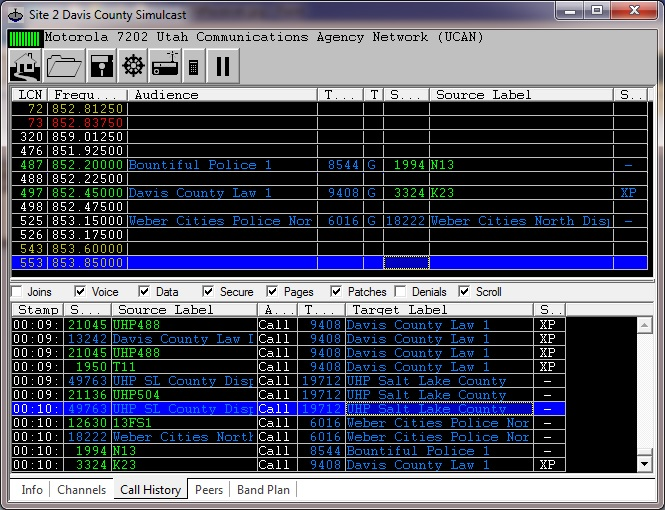 Site 2 Davis County Simulcast
Motorola 7202 Utah Communications Agency Network (UCAN)
LCN Frequ... Audience T... T S... Source Label S..
72 852.81250
73 852.83750
320 859.01250
476 851.92500
487 852.20000 Bountiful Police 1 8544 G 1994 N13 -
488 852.22500
497 852.45000 Davis County Law 1 9408 G 3324 K23 XP
498 852.47500
525 853.15000 Weber Cities Police Nor 6016 G 18222 Weber Cities North Disp -
526 853.17500
543 853.60000
553 853.85000
Joins Voice Data Secure Pages Patches Denials Scroll
Stamp S... Source Label A... T... Target Label S..
00:09: 21045 UHP488 Call 9408 Davis County Law 1 XP
00:09: 13242 Davis County Law D Call 9408 Davis County Law 1 XP
00:09: 21045 UHP488 Call 9408 Davis County Law 1 XP
00:09: 1950 T11 Call 9408 Davis County Law 1 XP
00:09: 49763 UHP SL County Disp Call 19712 UHP Salt Lake County -
00:09: 21136 UHP504 Call 19712 UHP Salt Lake County -
00:10: 49763 UHP SL County Disp Call 19712 UHP Salt Lake County -
00:10: 12630 13FS1 Call 6016 Weber Cities Police Nor -
00:10: 18222 Weber Cities North Call 6016 Weber Cities Police Nor -
00:10: 1994 N13 Call 8544 Bountiful Police 1 -
00:10: 3324 K23 Call 9408 Davis County Law 1 XP
Info Channels Call History Peers Band Plan